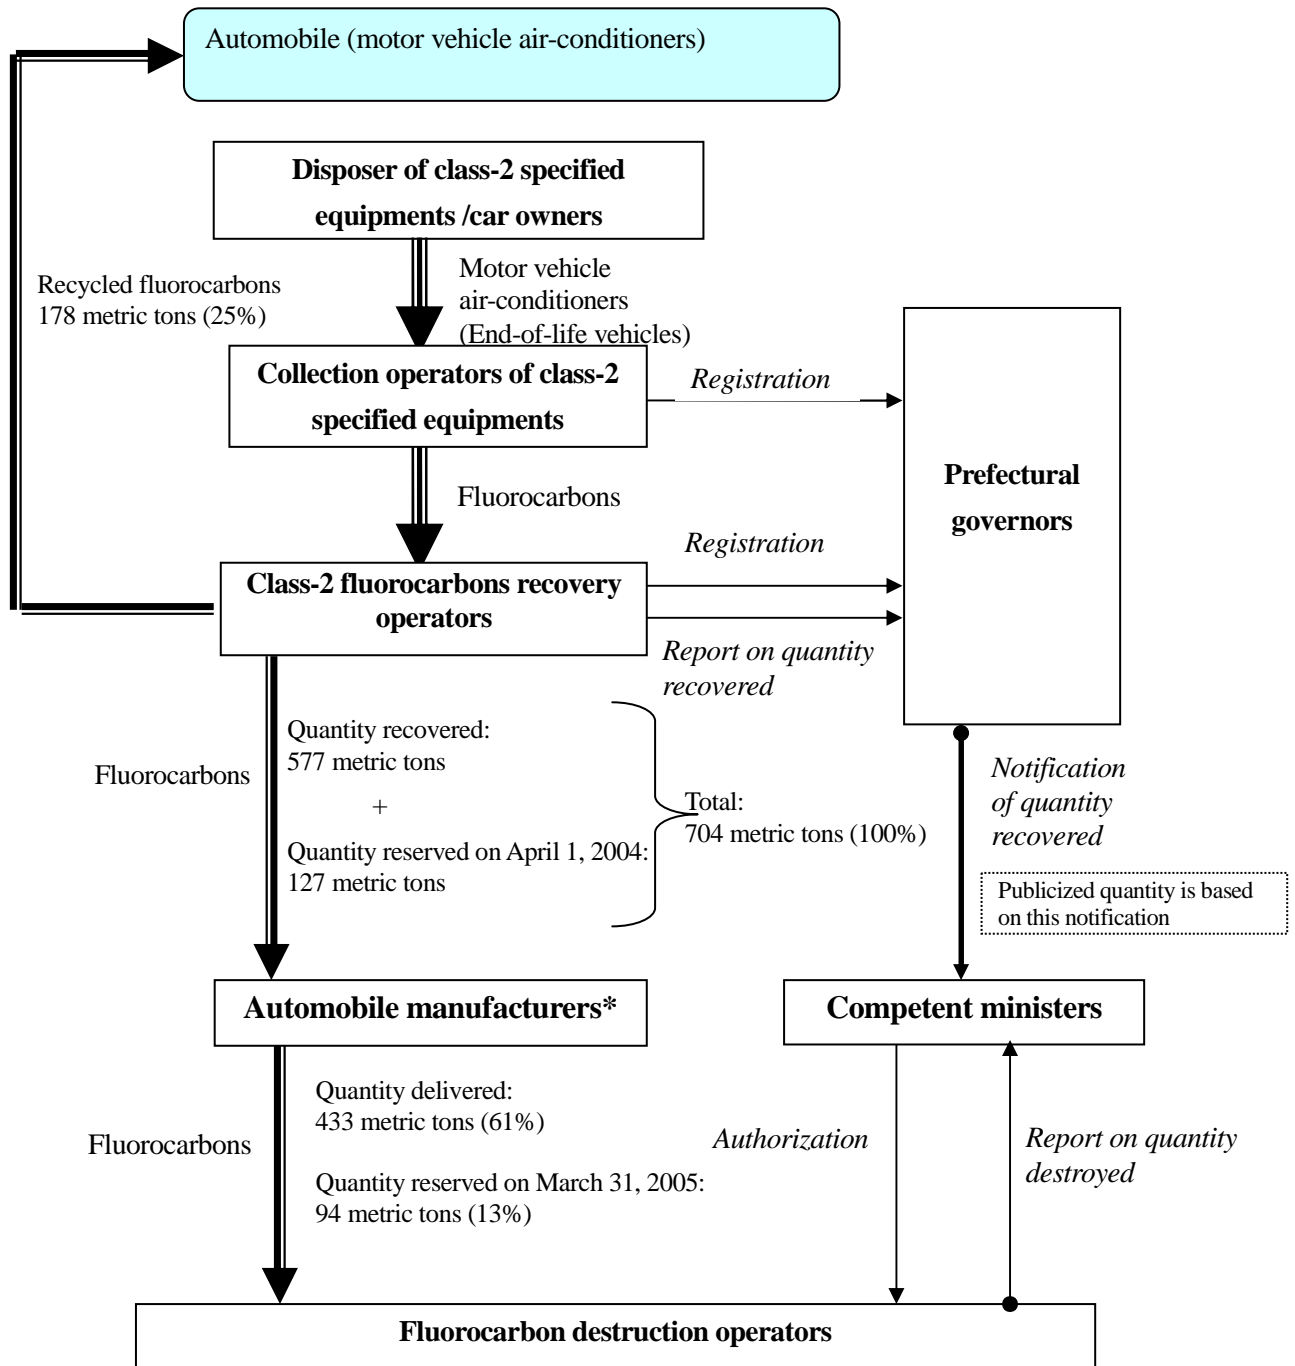 Automobile (motor vehicle air-conditioners)
Disposer of class-2 specified
equipments /car owners
Recycled fluorocarbons
178 metric tons (25%)
Motor vehicle
air-conditioners
(End-of-life vehicles)
Collection operators of class-2
specified equipments
Registration
Prefectural
governors
Fluorocarbons
Registration
Class-2 fluorocarbons recovery
operators
Report on quantity
recovered
Quantity recovered:
577 metric tons
Fluorocarbons
+
Total:
704 metric tons (100%)
Quantity reserved on April 1, 2004:
127 metric tons
Notification
of quantity
recovered
Publicized quantity is based
on this notification
Automobile manufacturers*
Competent ministers
Quantity delivered:
433 metric tons (61%)
Fluorocarbons
Quantity reserved on March 31, 2005:
94 metric tons (13%)
Authorization
Report on quantity
destroyed
Fluorocarbon destruction operators